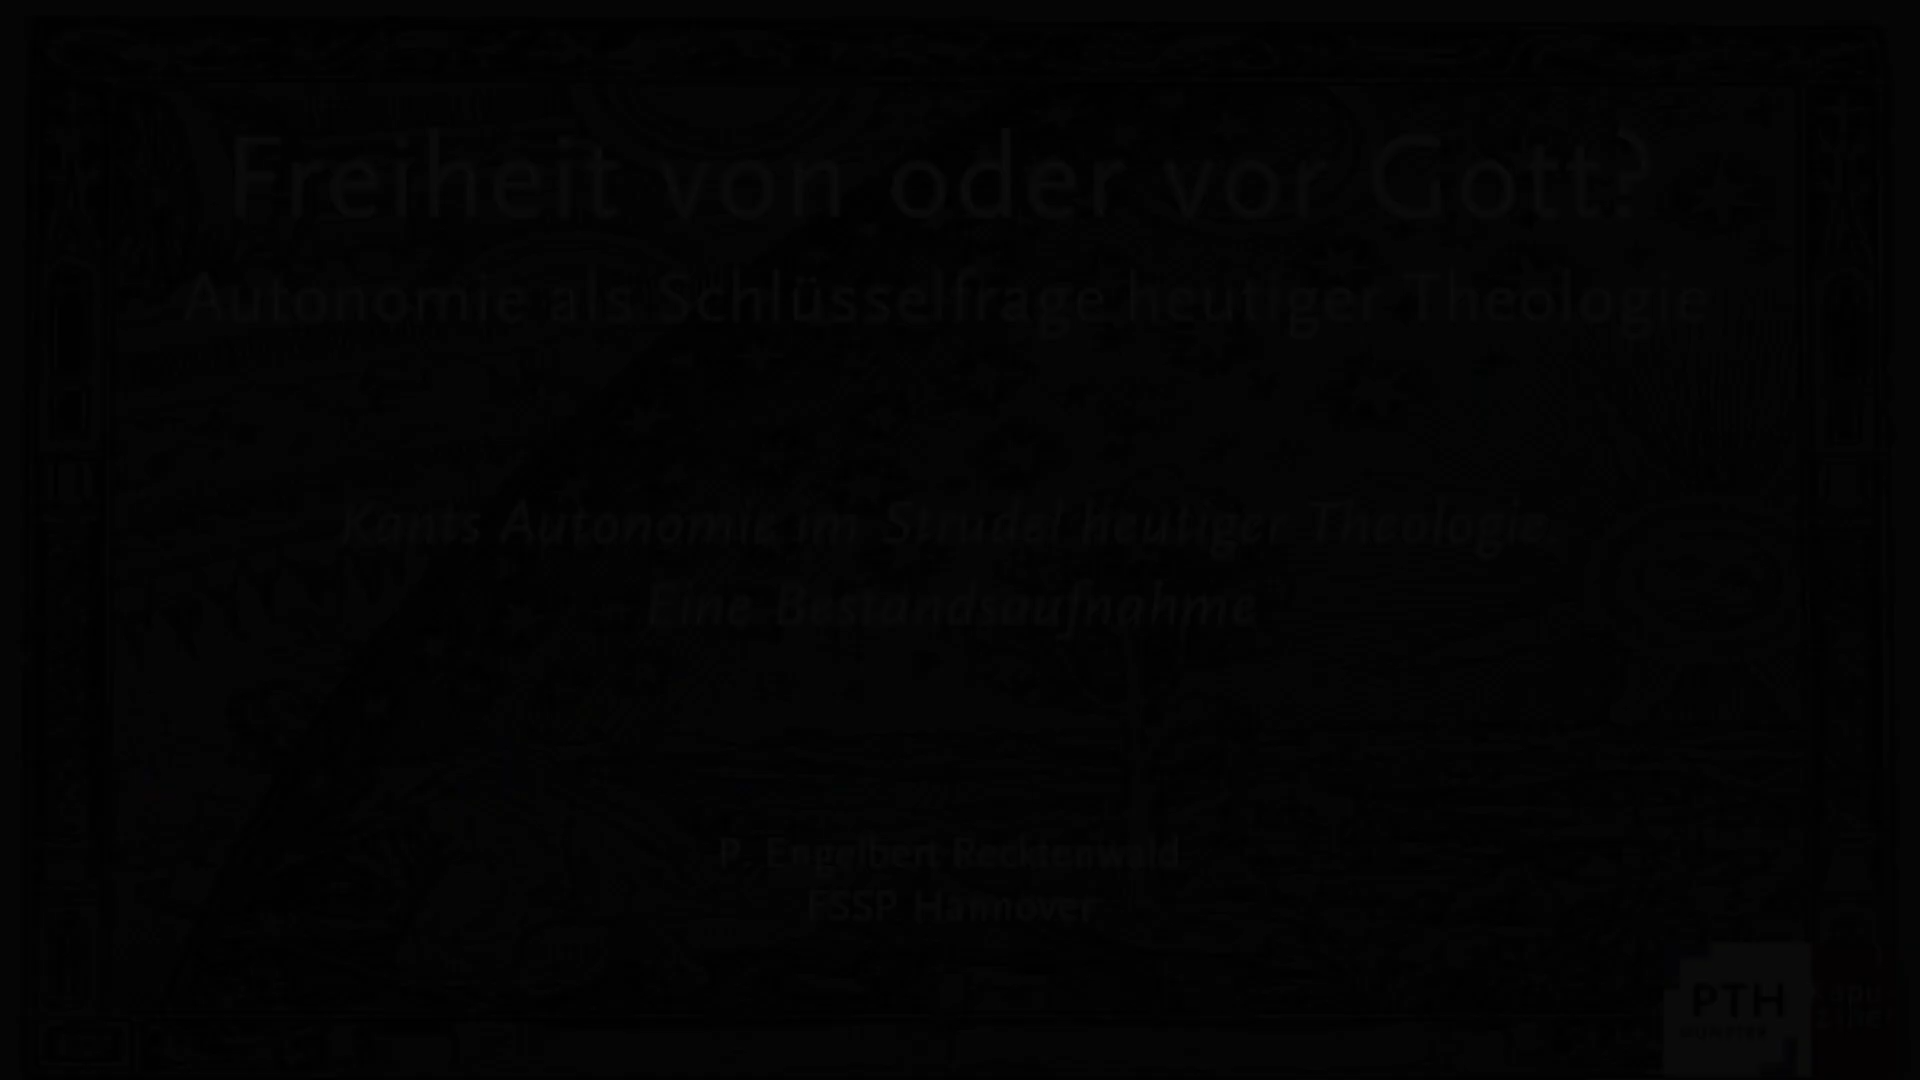 Freiheit von oder vor Gott?
Autonomie als Schlüsselfrage heutiger Theologie
Kants Autonomie im Strudel heutiger Theologie.
Eine Bestandsaufnahme
P. Engelbert Recktenwald
FSSP Hannover
PTH
MÜNSTER